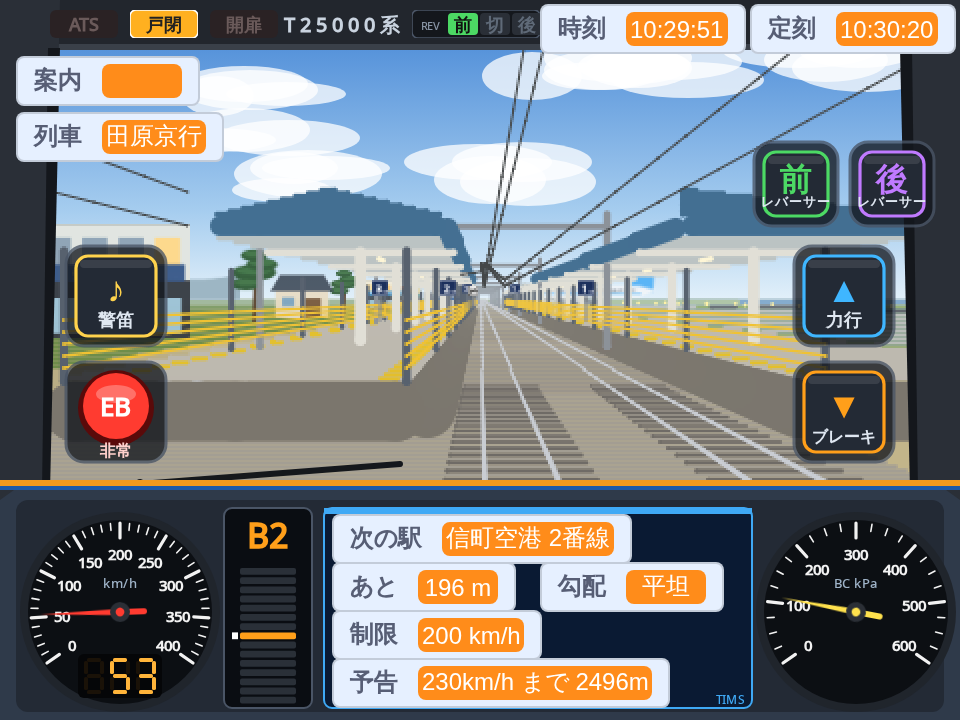 ATS 戸閉 開扉 T25000系 REV 前 切 後
時刻 10:29:51
定刻 10:30:20
案内
列車 田原京行
前 レバーサー
後 レバーサー
♪
警笛
▲
力行
EB
非常
▼
ブレーキ
1
0 50 100 150 200 250 300 350 400
km/h
53
B2
次の駅 信町空港 2番線
あと 196 m
勾配 平坦
制限 200 km/h
予告 230km/h まで 2496m
TIMS
0 100 200 300 400 500 600
BC kPa